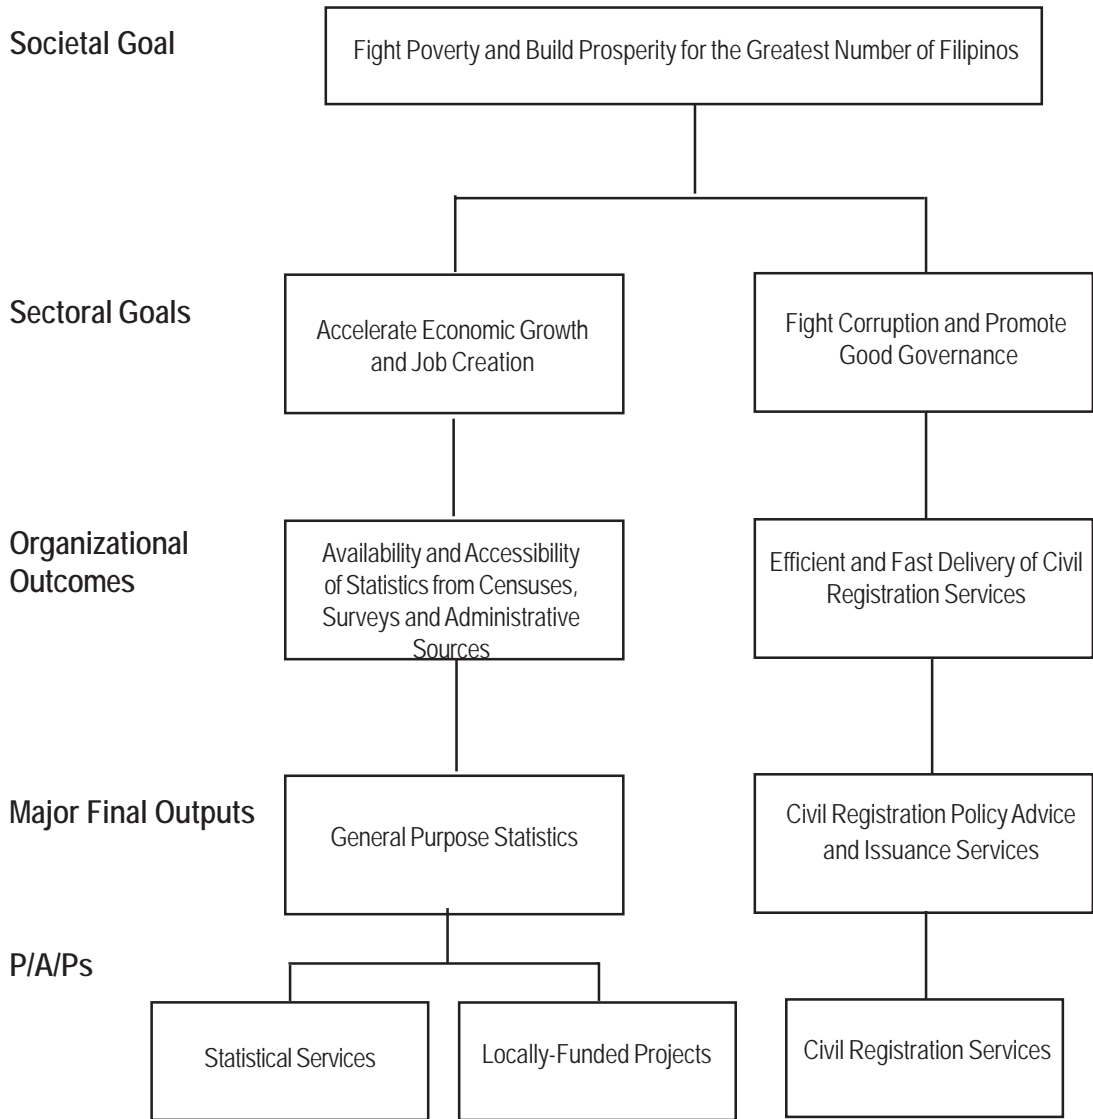 Societal Goal
Fight Poverty and Build Prosperity for the Greatest Number of Filipinos
Sectoral Goals
Accelerate Economic Growth
and Job Creation
Fight Corruption and Promote
Good Governance
Organizational
Outcomes
Availability and Accessibility
of Statistics from Censuses,
Surveys and Administrative
Sources
Efficient and Fast Delivery of Civil
Registration Services
Major Final Outputs
General Purpose Statistics
Civil Registration Policy Advice
and Issuance Services
P/A/Ps
Statistical Services
Locally-Funded Projects
Civil Registration Services